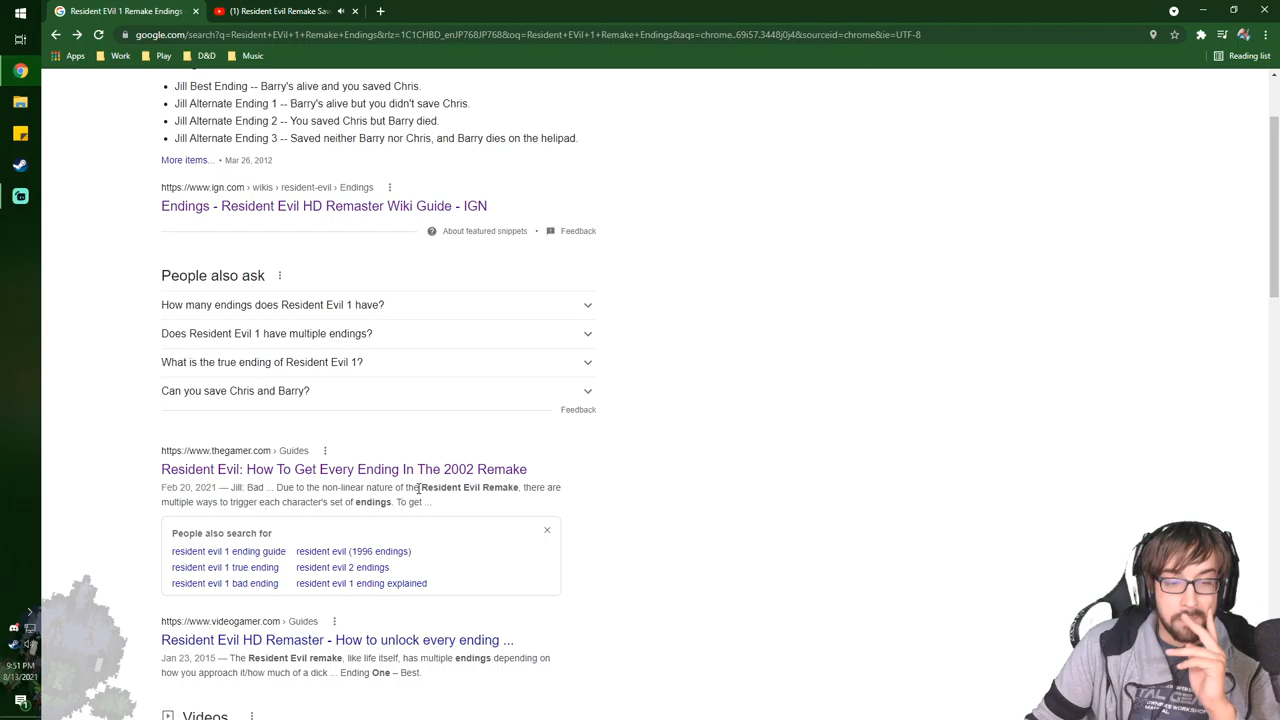 Resident Evil 1 Remake Endings
Resident Evil 1 Remake Sav
google.com/search?q=Resident+Evil+1+Remake+Endings&rlz=1C1CHBD_enJP768JP768&oq=Resident+Evil+1+Remake+Endings&aqs=chrome..69i57.3448j0j4&sourceid=chrome&ie=UTF-8
Apps Work Play D&D Music Reading list
Jill Best Ending -- Barry's alive and you saved Chris.
Jill Alternate Ending 1 -- Barry's alive but you didn't save Chris.
Jill Alternate Ending 2 -- You saved Chris but Barry died.
Jill Alternate Ending 3 -- Saved neither Barry nor Chris, and Barry dies on the helipad.
More items... • Mar 26, 2012
https://www.ign.com › wikis › resident-evil › Endings
Endings - Resident Evil HD Remaster Wiki Guide - IGN
About featured snippets • Feedback
People also ask
How many endings does Resident Evil 1 have?
Does Resident Evil 1 have multiple endings?
What is the true ending of Resident Evil 1?
Can you save Chris and Barry?
Feedback
https://www.thegamer.com › Guides
Resident Evil: How To Get Every Ending In The 2002 Remake
Feb 20, 2021 — Jill: Bad ... Due to the non-linear nature of the Resident Evil Remake, there are
multiple ways to trigger each character's set of endings. To get ...
People also search for
resident evil 1 ending guide resident evil (1996 endings)
resident evil 1 true ending resident evil 2 endings
resident evil 1 bad ending resident evil 1 ending explained
https://www.videogamer.com › Guides
Resident Evil HD Remaster - How to unlock every ending ...
Jan 23, 2015 — The Resident Evil remake, like life itself, has multiple endings depending on
how you approach it/how much of a dick ... Ending One – Best.
Videos
9:51 PM
8/13/2021